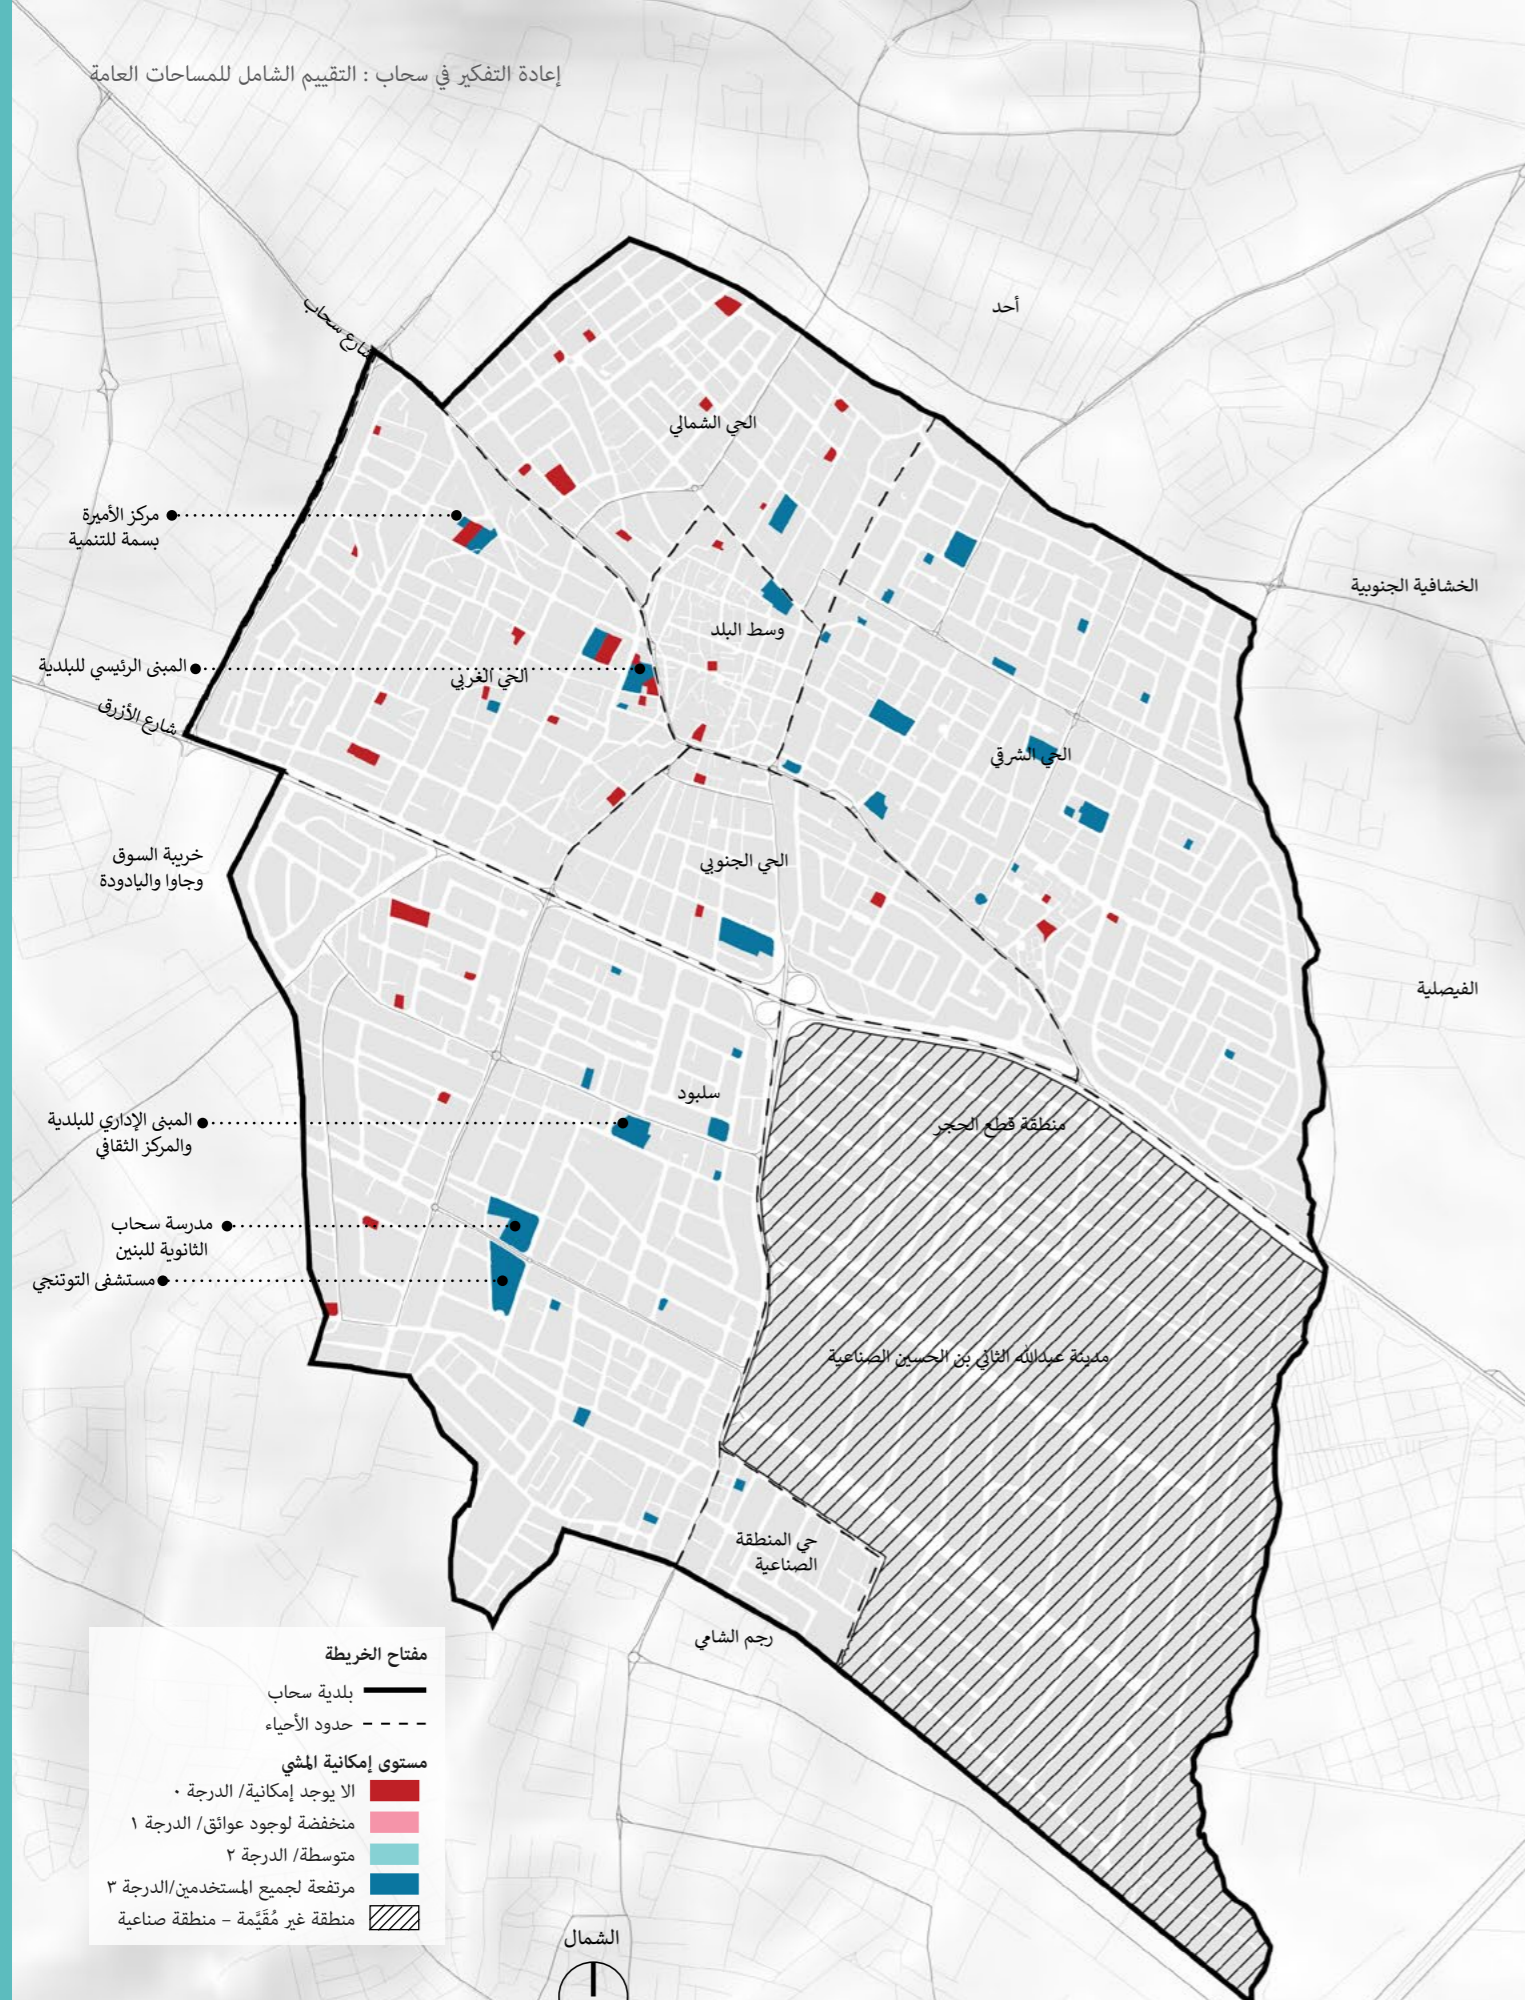 إعادة التفكير في سحاب : التقييم الشامل للمساحات العامة
أحد
شارع سحاب
الحي الشمالي
مركز الأميرة
بسمة للتنمية
الخشافية الجنوبية
وسط البلد
المبنى الرئيسي للبلدية
الحي الغربي
شارع الأزرق
الحي الشرقي
خريبة السوق
وجاوا واليادودة
الحي الجنوبي
الفيصلية
سلبود
المبنى الإداري للبلدية
والمركز الثقافي
منطقة قطع الحجر
مدرسة سحاب
الثانوية للبنين
مستشفى التوتنجي
مدينة عبدالله الثاني بن الحسين الصناعية
حي المنطقة
الصناعية
رجم الشامي
مفتاح الخريطة
بلدية سحاب
حدود الأحياء
مستوى إمكانية المشي
الا يوجد إمكانية/ الدرجة ٠
منخفضة لوجود عوائق/ الدرجة ١
متوسطة/ الدرجة ٢
مرتفعة لجميع المستخدمين/الدرجة ٣
منطقة غير مُقَيَّمة – منطقة صناعية
الشمال